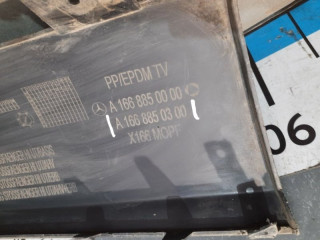 PP/EPDM TV
A 166 885 00 00
A 166 885 03 00
X166 MOPF
06